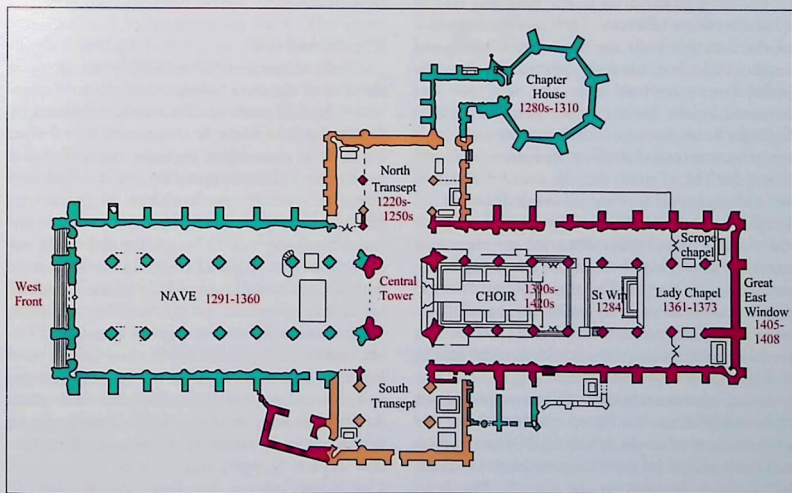 Chapter
House
1280s-1310
North
Transept
1220s-
1250s
West
Front
NAVE 1291-1360
Central
Tower
CHOIR
1390s-
1420s
St Wm
1284
Scrope
chapel
Lady Chapel
1361-1373
Great
East
Window
1405-
1408
South
Transept